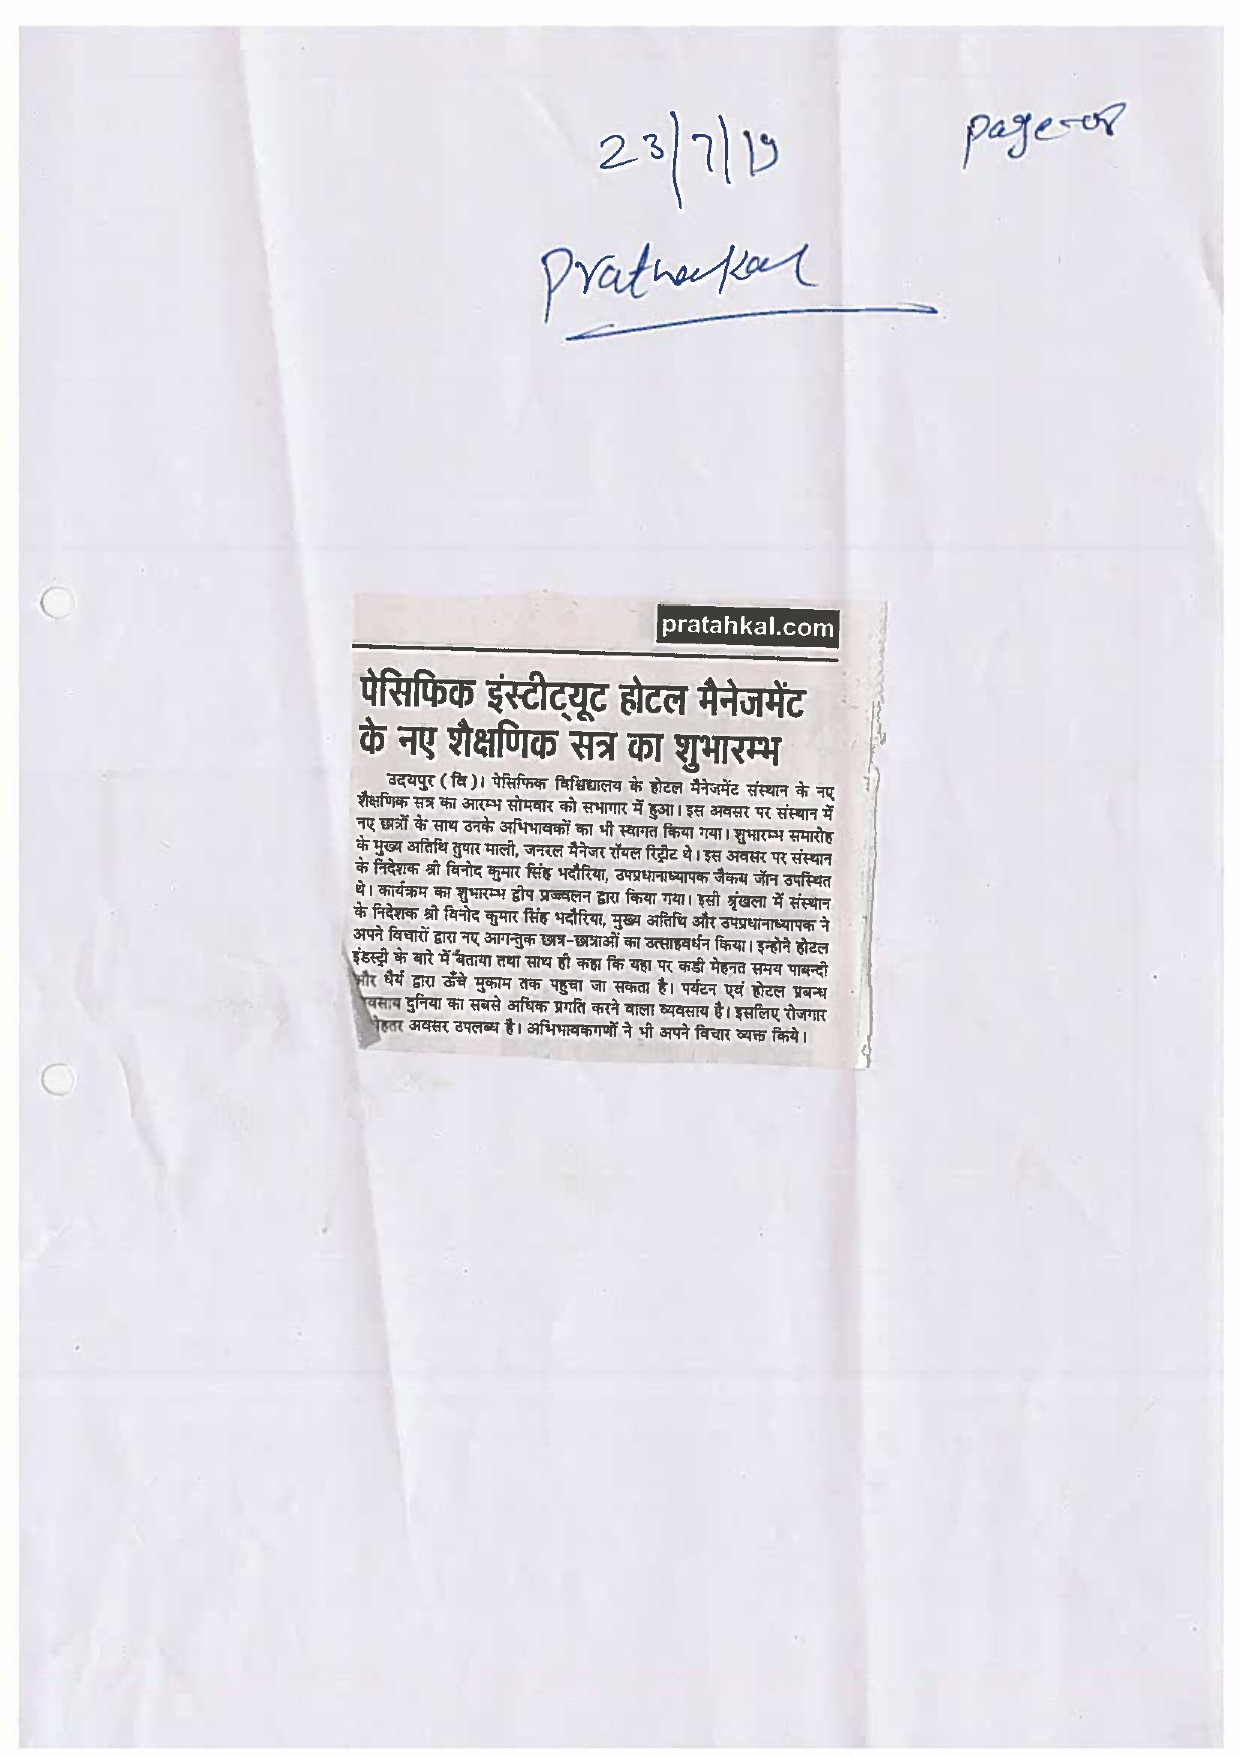 23/7/19
page-08
Prathakal
pratahkal.com
पेसिफिक इंस्टीट्यूट होटल मैनेजमेंट
के नए शैक्षणिक सत्र का शुभारम्भ
उदयपुर (वि)। पेसिफिक विश्विद्यालय के होटल मैनेजमेंट संस्थान के नए
शैक्षणिक सत्र का आरम्भ सोमवार को सभागार में हुआ। इस अवसर पर संस्थान में
नए छात्रों के साथ उनके अभिभावकों का भी स्वागत किया गया। शुभारम्भ समारोह
के मुख्य अतिथि तुषार माली, जनरल मैनेजर रॉयल रिट्रीट थे। इस अवसर पर संस्थान
के निदेशक श्री विनोद कुमार सिंह भदौरिया, उपप्रधानाध्यापक जैकय जॉन उपस्थित
थे। कार्यक्रम का शुभारम्भ द्वीप प्रज्ज्वलन द्वारा किया गया। इसी श्रृंखला में संस्थान
के निदेशक श्री विनोद कुमार सिंह भदौरिया, मुख्य अतिथि और उपप्रधानाध्यापक ने
अपने विचारों द्वारा नए आगन्तुक छात्र-छात्राओं का उत्साहवर्धन किया। इन्होने होटल
इंडस्ट्री के बारे में बताया तथा साथ ही कहा कि यहा पर कडी मेहनत समय पाबन्दी
और धैर्य द्वारा ऊँचे मुकाम तक पहुचा जा सकता है। पर्यटन एवं होटल प्रबन्ध
वसाय दुनिया का सबसे अधिक प्रगति करने वाला व्यवसाय है। इसलिए रोजगार
हतर अवसर उपलब्ध है। अभिभावकगणों ने भी अपने विचार व्यक्त किये।